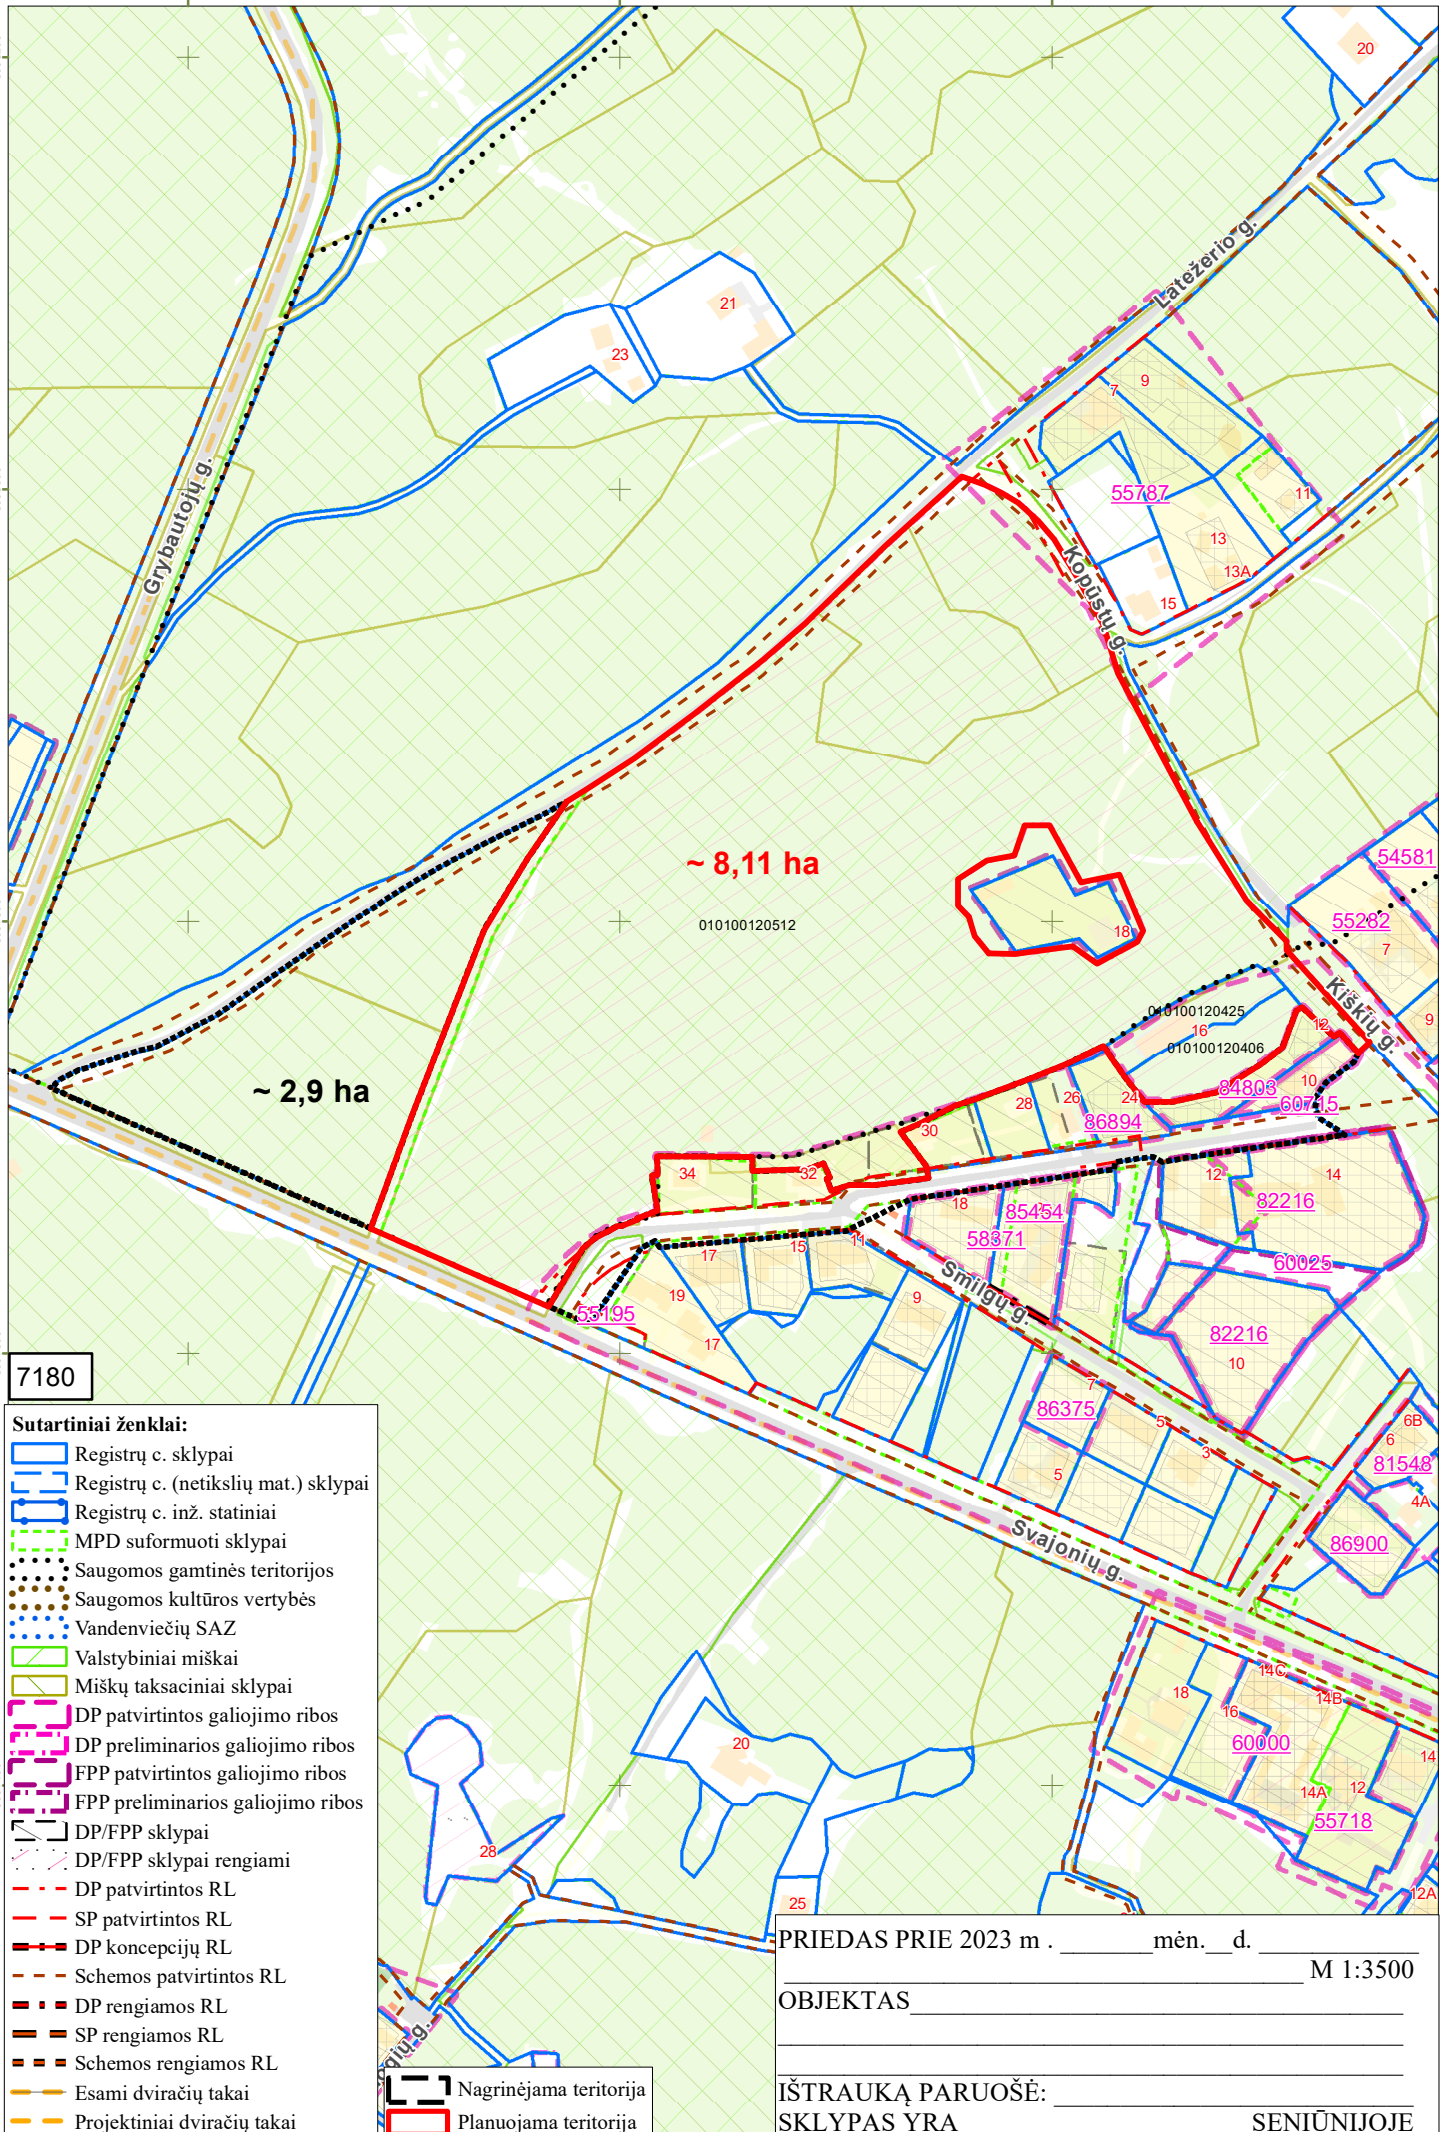 20
Latežerio g.
21
23
9
7
55787
11
13
13A
15
Kopūstų g.
Grybautojų g.
~ 8,11 ha
010100120512
18
54581
55282
7
9
Kiškių g.
010100120425
16
12
010100120406
10
84803
60715
~ 2,9 ha
24
26
28
86894
30
34
32
12
14
82216
18
85454
58371
60025
11
15
17
19
17
55195
Smilgų g.
9
82216
10
7180
7
86375
5
3
5
6B
6
81548
4A
86900
Svajonių g.
14C
14B
18
16
60000
14
12
14A
55718
12A
20
28
25
Sutartiniai ženklai:
Registrų c. sklypai
Registrų c. (netikslių mat.) sklypai
Registrų c. inž. statiniai
MPD suformuoti sklypai
Saugomos gamtinės teritorijos
Saugomos kultūros vertybės
Vandenviečių SAZ
Valstybiniai miškai
Miškų taksaciniai sklypai
DP patvirtintos galiojimo ribos
DP preliminarios galiojimo ribos
FPP patvirtintos galiojimo ribos
FPP preliminarios galiojimo ribos
DP/FPP sklypai
DP/FPP sklypai rengiami
DP patvirtintos RL
SP patvirtintos RL
DP koncepcijų RL
Schemos patvirtintos RL
DP rengiamos RL
SP rengiamos RL
Schemos rengiamos RL
Esami dviračių takai
Projektiniai dviračių takai
Nagrinėjama teritorija
Planuojama teritorija
PRIEDAS PRIE 2023 m . _______mėn.__d. ____________
M 1:3500
OBJEKTAS
IŠTRAUKĄ PARUOŠĖ:
SKLYPAS YRA SENIŪNIJOJE